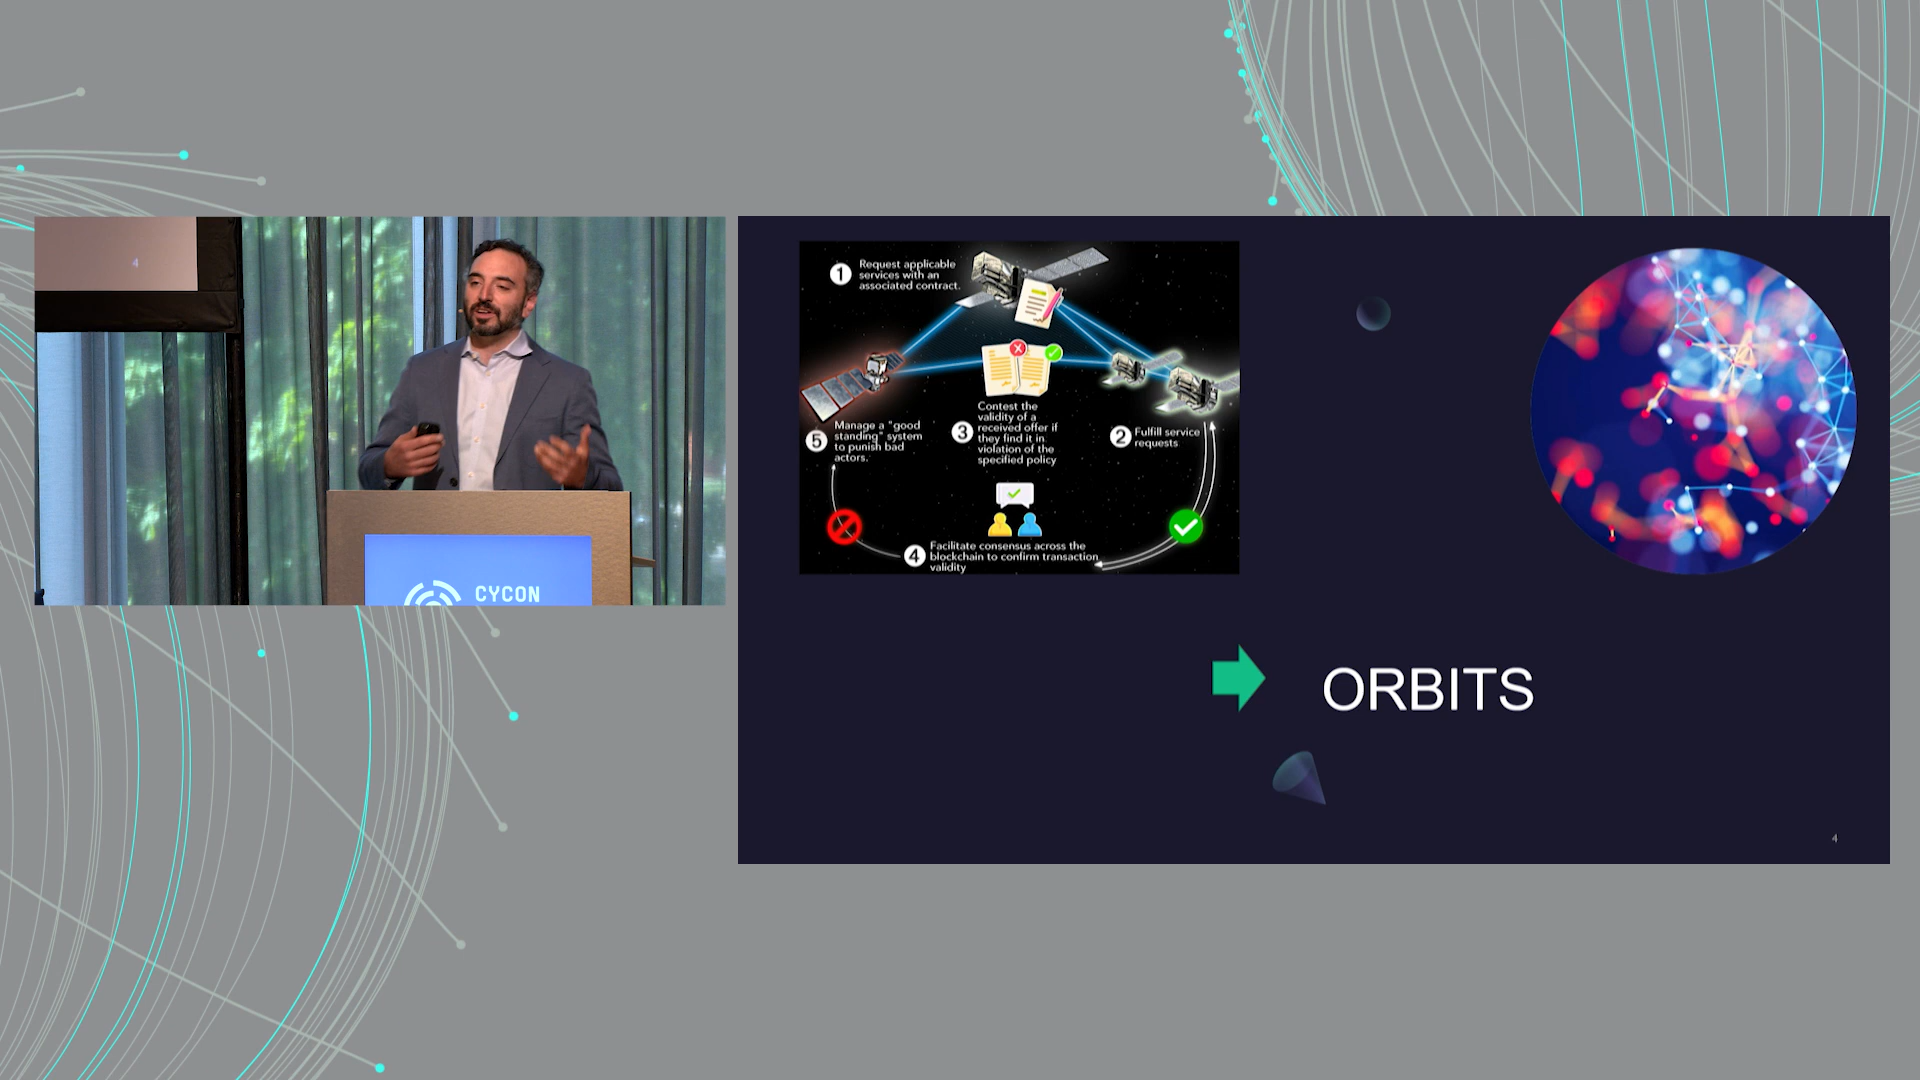 4
CYCON
1
Request applicable
services with an
associated contract.
5
Manage a "good
standing" system
to punish bad
actors.
3
Contest the
validity of a
received offer if
they find it in
violation of the
specified policy
2
Fulfill service
requests
4
Facilitate consensus across the
blockchain to confirm transaction
validity
ORBITS
4